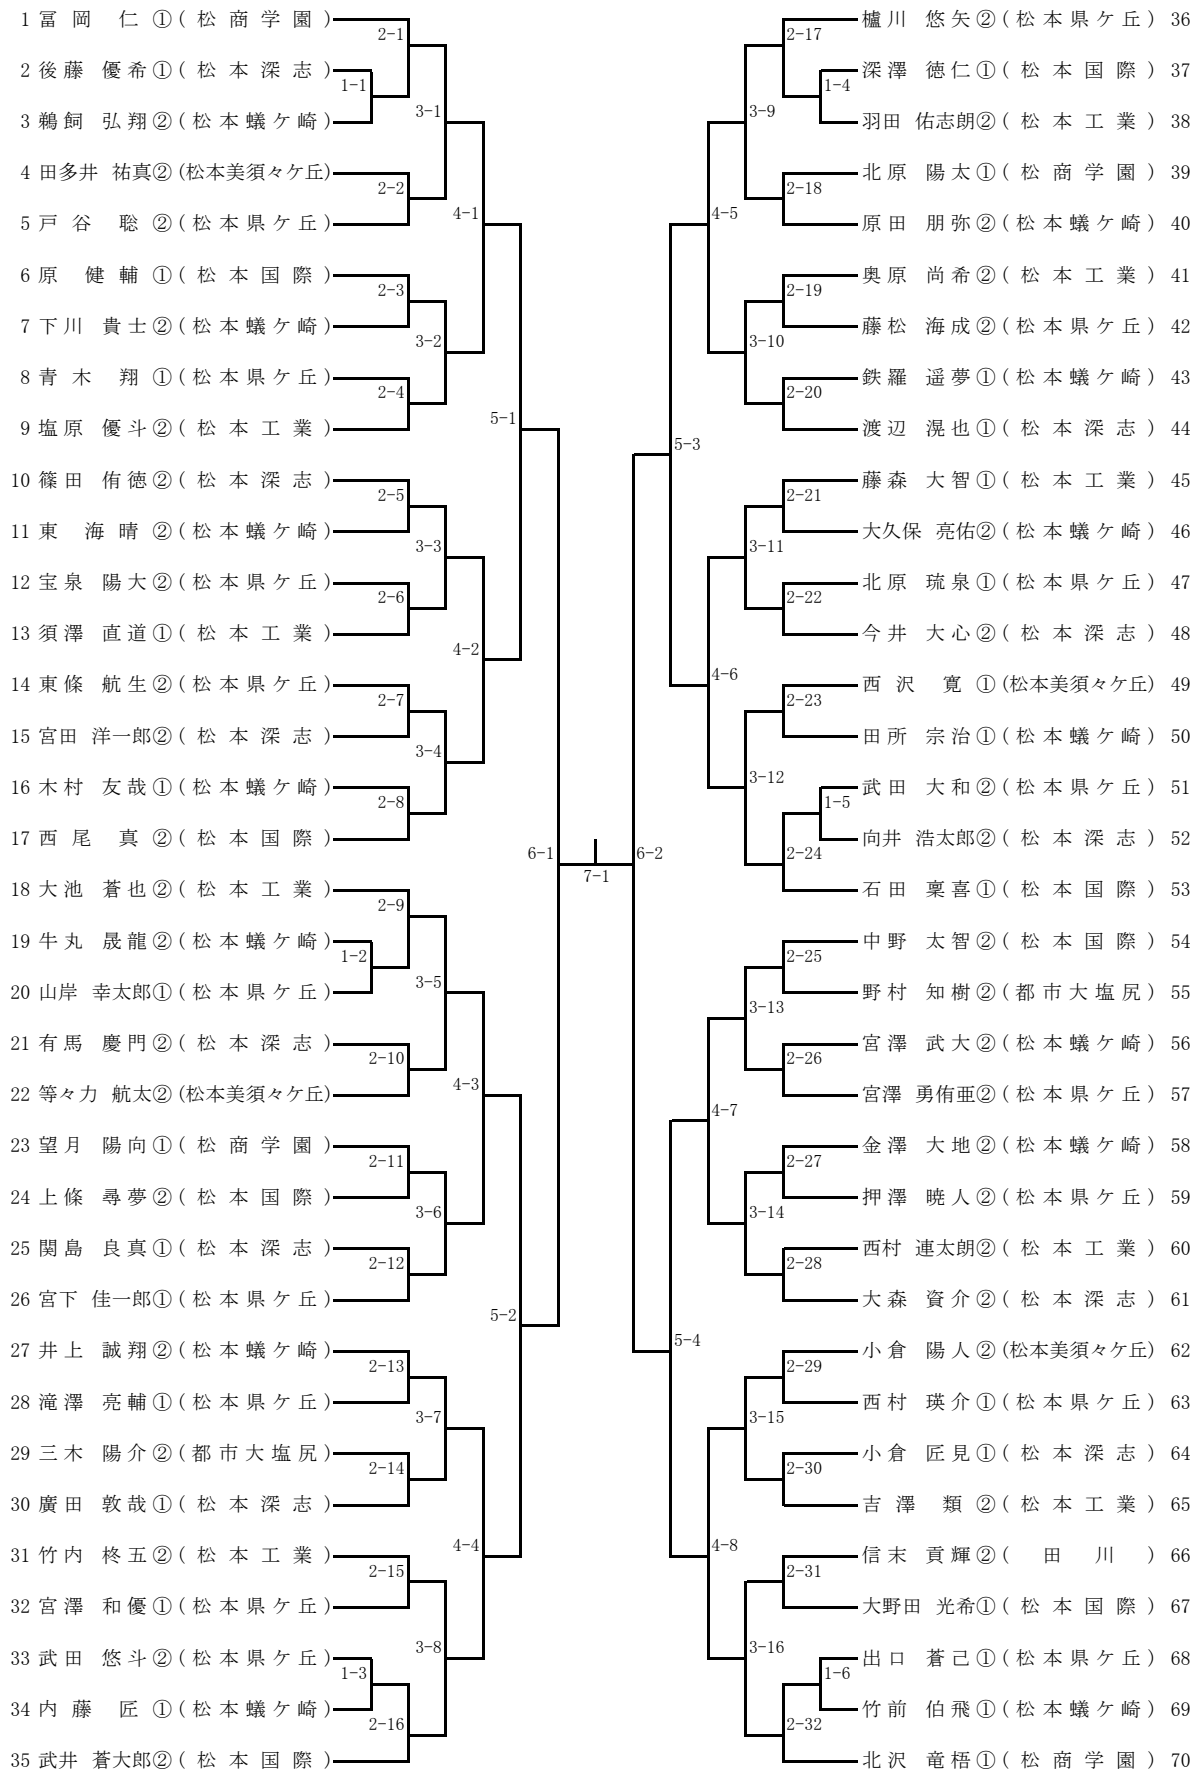 1 冨岡 仁 ① ( 松商学園 )
2-1
2 後藤 優希 ① ( 松本深志 )
1-1
3 鵜飼 弘翔 ② ( 松本蟻ケ崎 )
3-1
4 田多井 祐真② (松本美須々ケ丘)
2-2
5 戸谷 聡 ② ( 松本県ケ丘 )
4-1
6 原 健輔 ① ( 松本国際 )
2-3
7 下川 貴士 ② ( 松本蟻ケ崎 )
3-2
8 青木 翔 ① ( 松本県ケ丘 )
2-4
9 塩原 優斗 ② ( 松本工業 )
5-1
10 篠田 侑徳 ② ( 松本深志 )
2-5
11 東 海晴 ② ( 松本蟻ケ崎 )
3-3
12 宝泉 陽大 ② ( 松本県ケ丘 )
2-6
13 須澤 直道 ① ( 松本工業 )
4-2
14 東條 航生 ② ( 松本県ケ丘 )
2-7
15 宮田 洋一郎② ( 松本深志 )
3-4
16 木村 友哉 ① ( 松本蟻ケ崎 )
2-8
17 西尾 真 ② ( 松本国際 )
6-1
18 大池 蒼也 ② ( 松本工業 )
2-9
19 牛丸 晟龍 ② ( 松本蟻ケ崎 )
1-2
20 山岸 幸太郎① ( 松本県ケ丘 )
3-5
21 有馬 慶門 ② ( 松本深志 )
2-10
22 等々力 航太② (松本美須々ケ丘)
4-3
23 望月 陽向 ① ( 松商学園 )
2-11
24 上條 尋夢 ② ( 松本国際 )
3-6
25 関島 良真 ① ( 松本深志 )
2-12
26 宮下 佳一郎① ( 松本県ケ丘 )
5-2
27 井上 誠翔 ② ( 松本蟻ケ崎 )
2-13
28 滝澤 亮輔 ① ( 松本県ケ丘 )
3-7
29 三木 陽介 ② ( 都市大塩尻 )
2-14
30 廣田 敦哉 ① ( 松本深志 )
4-4
31 竹内 柊五 ② ( 松本工業 )
2-15
32 宮澤 和優 ① ( 松本県ケ丘 )
3-8
33 武田 悠斗 ② ( 松本県ケ丘 )
1-3
34 内藤 匠 ① ( 松本蟻ケ崎 )
2-16
35 武井 蒼大郎② ( 松本国際 )
7-1
櫨川 悠矢 ② ( 松本県ケ丘 ) 36
2-17
深澤 徳仁 ① ( 松本国際 ) 37
1-4
羽田 佑志朗② ( 松本工業 ) 38
3-9
北原 陽太 ① ( 松商学園 ) 39
2-18
原田 朋弥 ② ( 松本蟻ケ崎 ) 40
4-5
奥原 尚希 ② ( 松本工業 ) 41
2-19
藤松 海成 ② ( 松本県ケ丘 ) 42
3-10
鉄羅 遥夢 ① ( 松本蟻ケ崎 ) 43
2-20
渡辺 滉也 ① ( 松本深志 ) 44
5-3
藤森 大智 ① ( 松本工業 ) 45
2-21
大久保 亮佑② ( 松本蟻ケ崎 ) 46
3-11
北原 琉泉 ① ( 松本県ケ丘 ) 47
2-22
今井 大心 ② ( 松本深志 ) 48
4-6
西沢 寛 ① (松本美須々ケ丘) 49
2-23
田所 宗治 ① ( 松本蟻ケ崎 ) 50
3-12
武田 大和 ② ( 松本県ケ丘 ) 51
1-5
向井 浩太郎② ( 松本深志 ) 52
2-24
石田 稟喜 ① ( 松本国際 ) 53
6-2
中野 太智 ② ( 松本国際 ) 54
2-25
野村 知樹 ② ( 都市大塩尻 ) 55
3-13
宮澤 武大 ② ( 松本蟻ケ崎 ) 56
2-26
宮澤 勇侑亜② ( 松本県ケ丘 ) 57
4-7
金澤 大地 ② ( 松本蟻ケ崎 ) 58
2-27
押澤 暁人 ② ( 松本県ケ丘 ) 59
3-14
西村 連太朗② ( 松本工業 ) 60
2-28
大森 資介 ② ( 松本深志 ) 61
5-4
小倉 陽人 ② (松本美須々ケ丘) 62
2-29
西村 瑛介 ① ( 松本県ケ丘 ) 63
3-15
小倉 匠見 ① ( 松本深志 ) 64
2-30
吉澤 類 ② ( 松本工業 ) 65
4-8
信末 貢輝 ② ( 田川 ) 66
2-31
大野田 光希① ( 松本国際 ) 67
3-16
出口 蒼己 ① ( 松本県ケ丘 ) 68
1-6
竹前 伯飛 ① ( 松本蟻ケ崎 ) 69
2-32
北沢 竜梧 ① ( 松商学園 ) 70